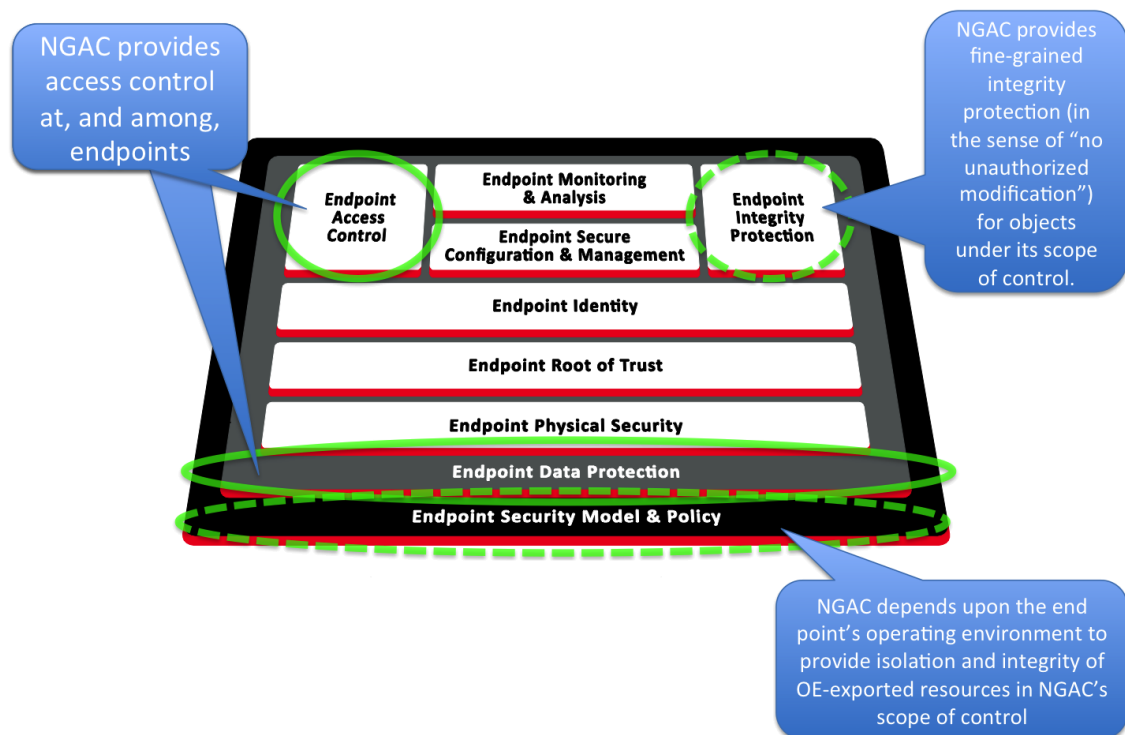 NGAC provides
access control
at, and among,
endpoints
NGAC provides
fine-grained
integrity
protection (in
the sense of “no
unauthorized
modification”)
for objects
under its scope
of control.
Endpoint
Access
Control
Endpoint Monitoring
& Analysis
Endpoint Secure
Configuration & Management
Endpoint
Integrity
Protection
Endpoint Identity
Endpoint Root of Trust
Endpoint Physical Security
Endpoint Data Protection
Endpoint Security Model & Policy
NGAC depends upon the end
point’s operating environment to
provide isolation and integrity of
OE-exported resources in NGAC’s
scope of control